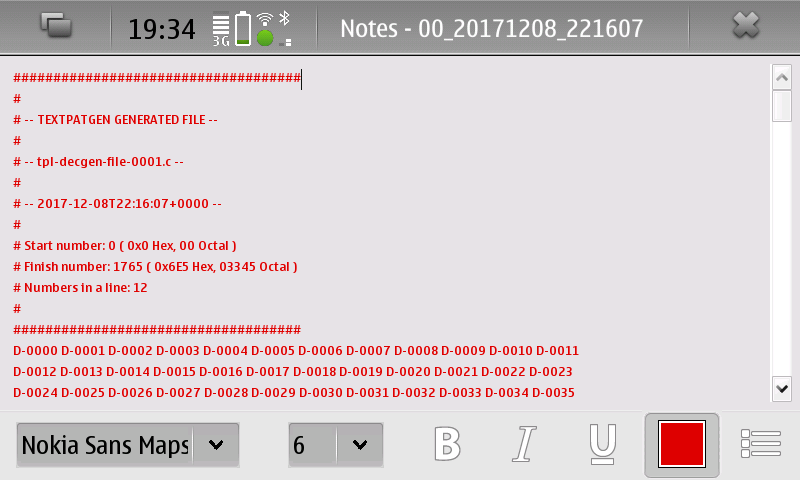 19:34 3G Notes - 00_20171208_221607
####################################
#
# -- TEXTPATGEN GENERATED FILE --
#
# -- tpl-decgen-file-0001.c --
#
# -- 2017-12-08T22:16:07+0000 --
#
# Start number: 0 ( 0x0 Hex, 00 Octal )
# Finish number: 1765 ( 0x6E5 Hex, 03345 Octal )
# Numbers in a line: 12
#
####################################
D-0000 D-0001 D-0002 D-0003 D-0004 D-0005 D-0006 D-0007 D-0008 D-0009 D-0010 D-0011
D-0012 D-0013 D-0014 D-0015 D-0016 D-0017 D-0018 D-0019 D-0020 D-0021 D-0022 D-0023
D-0024 D-0025 D-0026 D-0027 D-0028 D-0029 D-0030 D-0031 D-0032 D-0033 D-0034 D-0035
Nokia Sans Maps 6 B I U